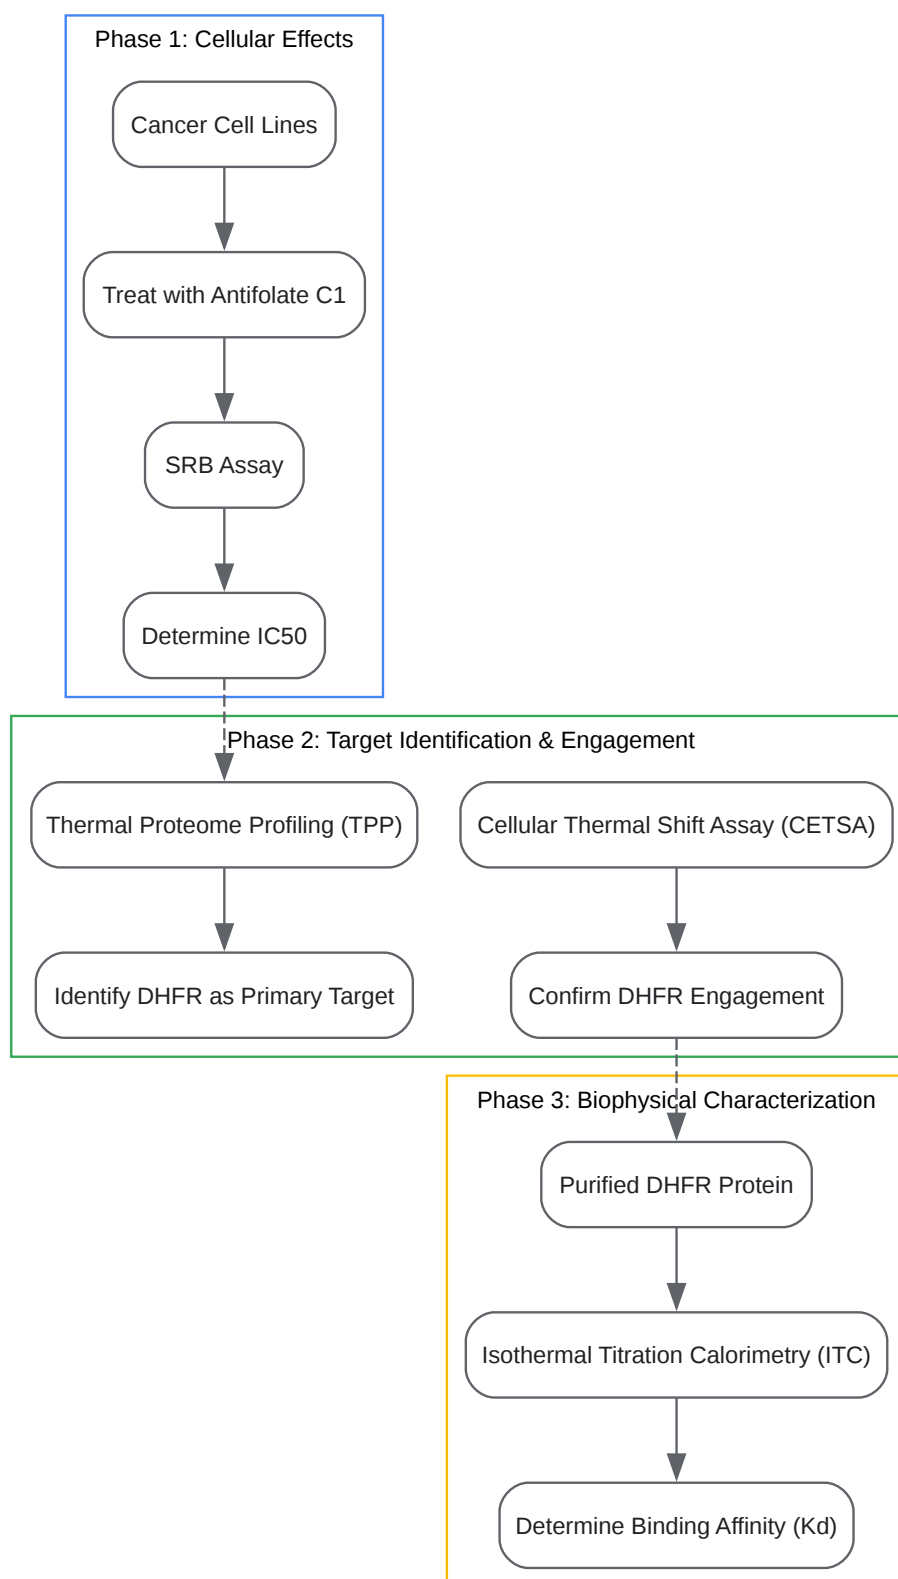 Phase 1: Cellular Effects
Cancer Cell Lines
Treat with Antifolate C1
SRB Assay
Determine IC50
Phase 2: Target Identification & Engagement
Thermal Proteome Profiling (TPP)
Cellular Thermal Shift Assay (CETSA)
Identify DHFR as Primary Target
Confirm DHFR Engagement
Phase 3: Biophysical Characterization
Purified DHFR Protein
Isothermal Titration Calorimetry (ITC)
Determine Binding Affinity (Kd)